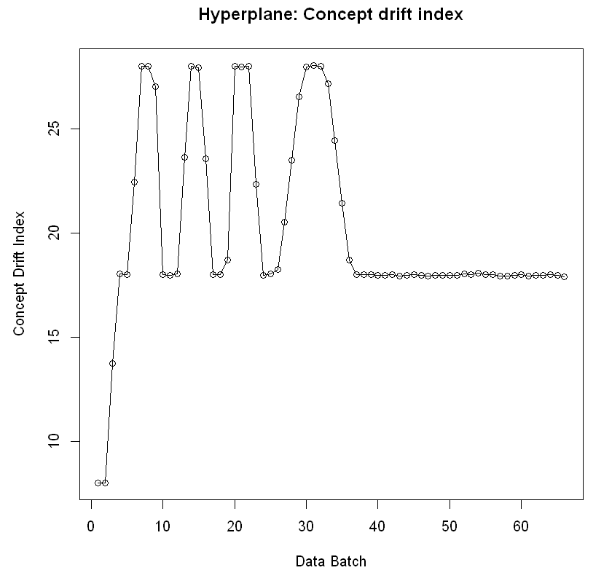 Hyperplane: Concept drift index
Concept Drift Index
25
20
15
10
0 10 20 30 40 50 60
Data Batch